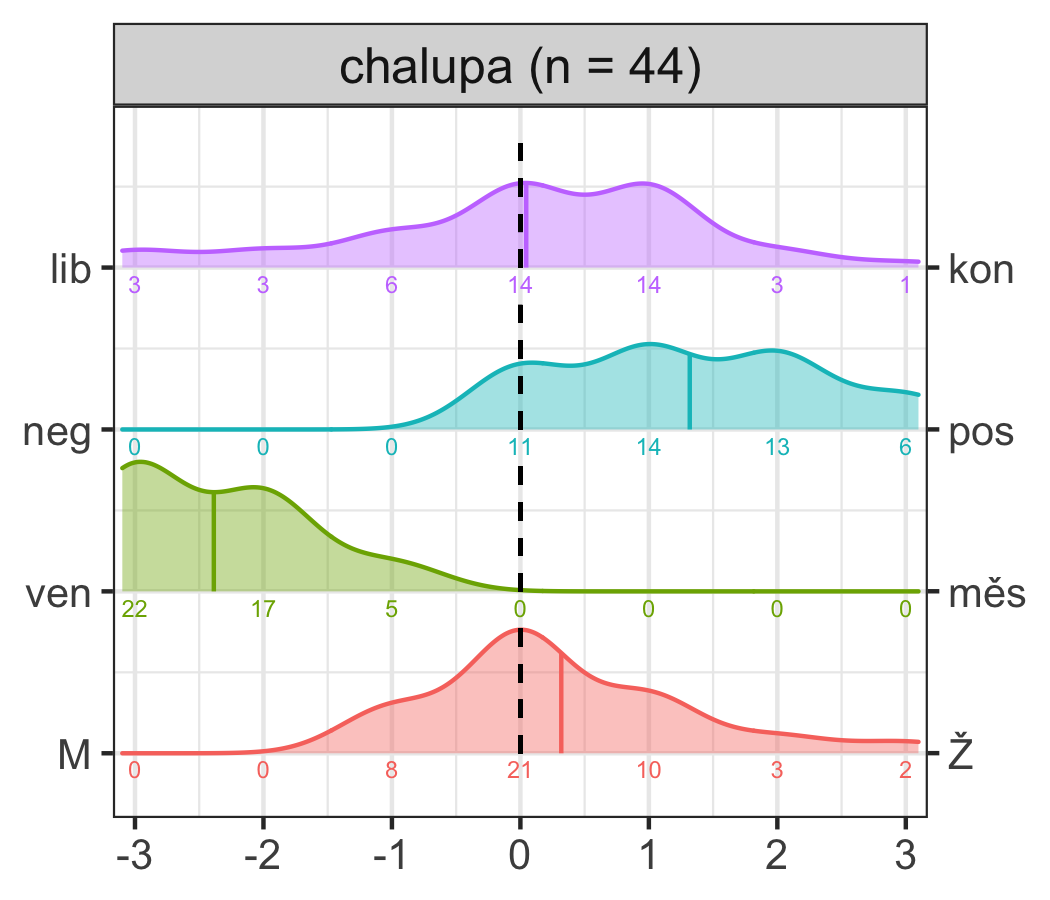 chalupa (n = 44)
lib kon
3 3 6 14 14 3 1
neg pos
0 0 0 11 14 13 6
ven měs
22 17 5 0 0 0 0
M Ž
0 0 8 21 10 3 2
-3 -2 -1 0 1 2 3